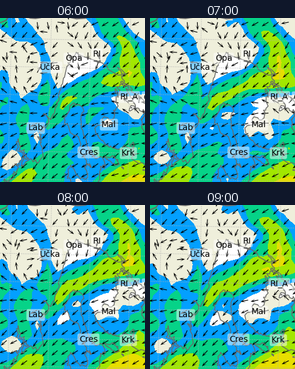 06:00
07:00
RI
Opa
Učka
RI_A
Lab
Mal
Cres
Krk
RI
Opa
Učka
RI_A
Lab
Mal
Cres
Krk
08:00
09:00
RI
Opa
Učka
RI_A
Lab
Mal
Cres
Krk
RI
Opa
Učka
RI_A
Lab
Mal
Cres
Krk